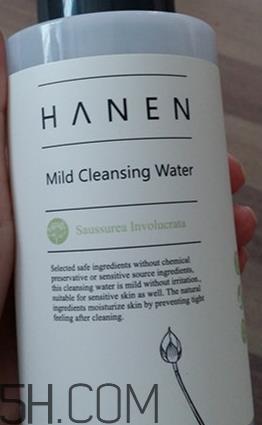 HANEN
Mild Cleansing Water
Saussurea Involucrata
Selected safe ingredients without chemical
preservative or sensitive source ingredients,
this cleansing water is mild without irritation,
suitable for sensitive skin as well. The natural
ingredients moisturize skin by preventing tight
feeling after cleaning.
5H.COM